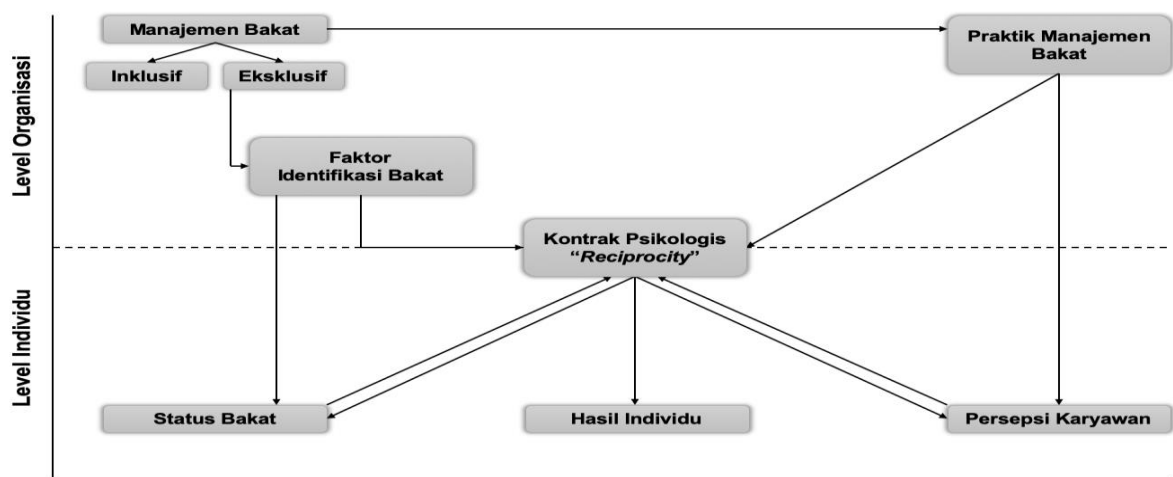 Manajemen Bakat
Praktik Manajemen
Bakat
Inklusif
Eksklusif
Level Organisasi
Faktor
Identifikasi Bakat
Kontrak Psikologis
“Reciprocity”
Level Individu
Status Bakat
Hasil Individu
Persepsi Karyawan